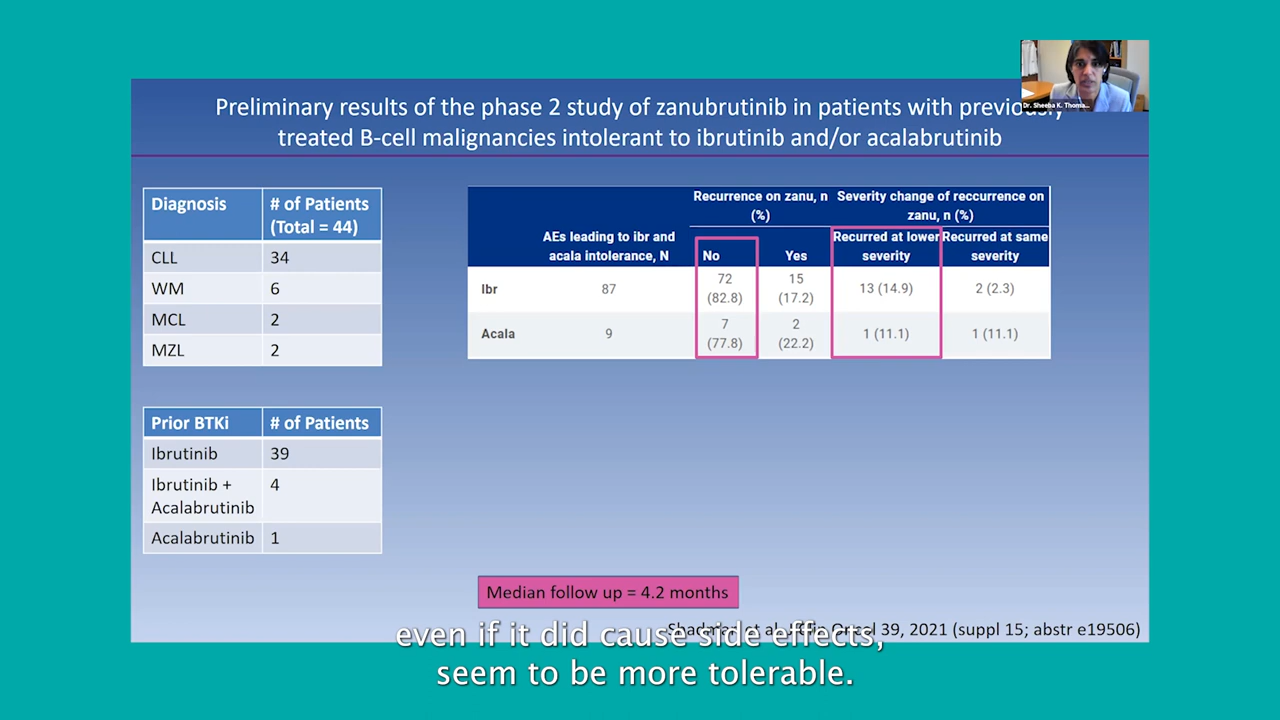 Preliminary results of the phase 2 study of zanubrutinib in patients with previously
treated B-cell malignancies intolerant to ibrutinib and/or acalabrutinib
Dr. Sheeba K. Thoma...
Diagnosis # of Patients
(Total = 44)
CLL 34
WM 6
MCL 2
MZL 2
Recurrence on zanu, n Severity change of reccurrence on
(%) zanu, n (%)
AEs leading to ibr and Recurred at lower Recurred at same
acala intolerance, N No Yes severity severity
Ibr 87 72 15 13 (14.9) 2 (2.3)
(82.8) (17.2)
Acala 9 7 2 1 (11.1) 1 (11.1)
(77.8) (22.2)
Prior BTKi # of Patients
Ibrutinib 39
Ibrutinib + 4
Acalabrutinib
Acalabrutinib 1
Median follow up = 4.2 months
et al 39, 2021 (suppl 15; abstr e19506)
even if it did cause side effects,
seem to be more tolerable.